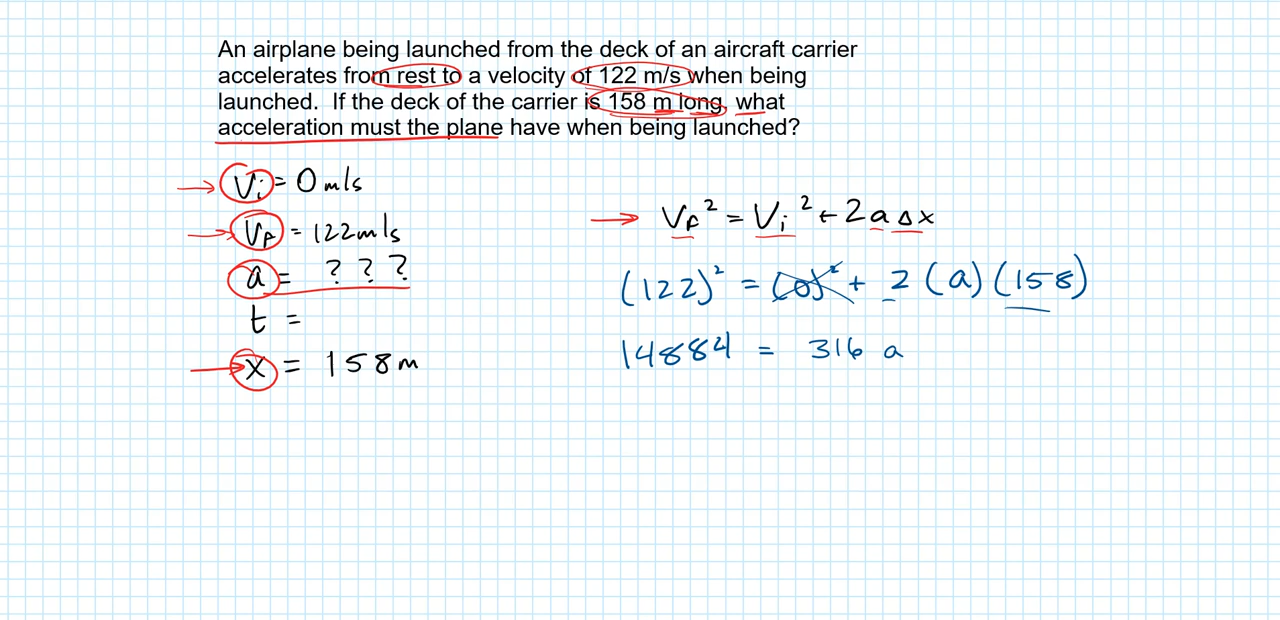 An airplane being launched from the deck of an aircraft carrier
accelerates from rest to a velocity of 122 m/s when being
launched.  If the deck of the carrier is 158 m long, what
acceleration must the plane have when being launched?
Vi = 0 m/s
Vf = 122 m/s
a = ? ? ?
t =
x = 158 m
Vf² = Vi² + 2a Δx
(122)² = (0)² + 2 (a) (158)
14884 = 316 a